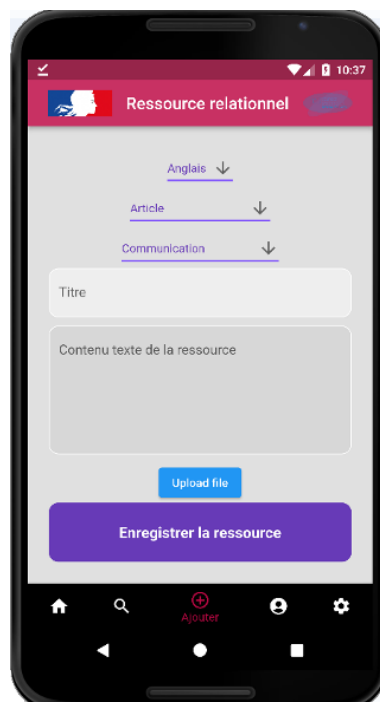 10:37
Ressource relationnel
Anglais
Article
Communication
Titre
Contenu texte de la ressource
Upload file
Enregistrer la ressource
Ajouter